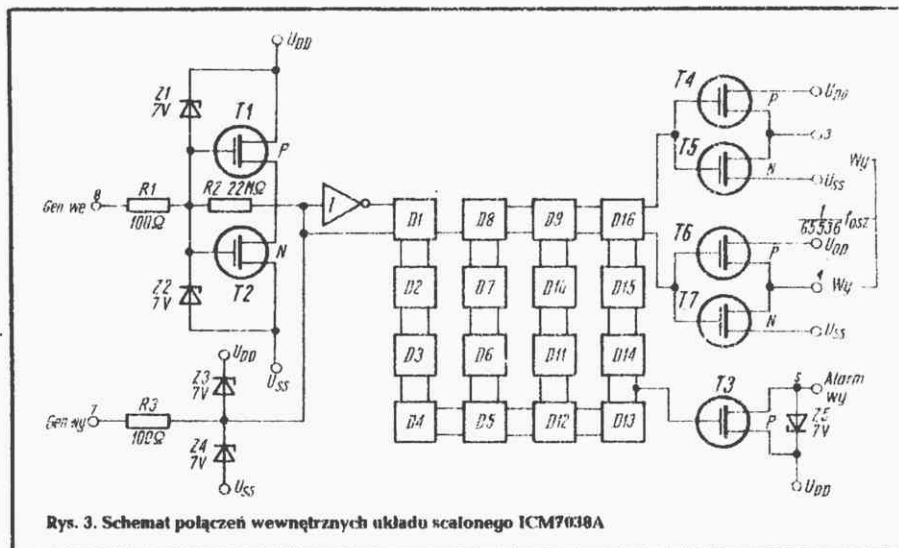 U_DD
Z1
7V
T1
P
R1
100Ω
R2 22MΩ
Gen we
8
N
T2
Z2
7V
U_SS
U_DD
Z3
7V
Gen wy
7
R3
100Ω
Z4
7V
U_SS
I
D1
D8
D9
D16
D2
D7
D10
D15
D3
D6
D11
D14
D4
D5
D12
D13
T4
P
U_DD
3
T5
N
U_SS
Wy
1/65536 f_osz
T6
P
U_DD
4
Wy
T7
N
U_SS
T3
P
5
Alarm
wy
Z5
7V
U_DD
Rys. 3. Schemat połączeń wewnętrznych układu scalonego ICM7038A